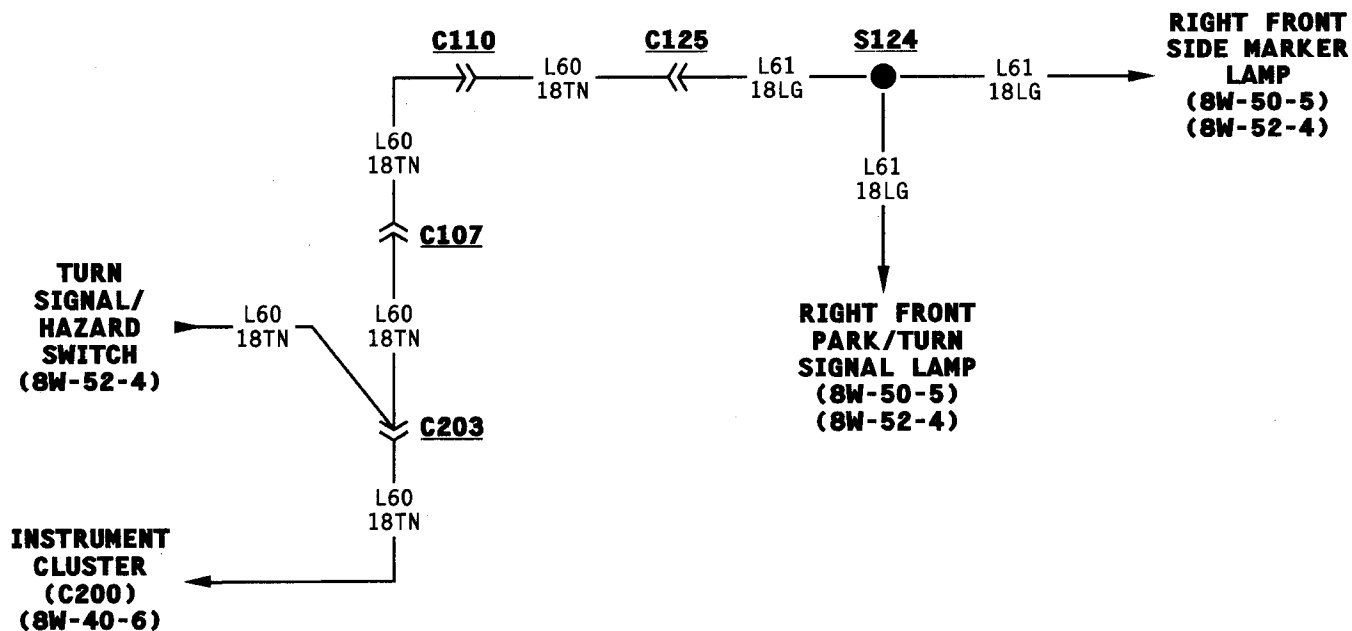 C110
C125
S124
RIGHT FRONT
SIDE MARKER
LAMP
(8W-50-5)
(8W-52-4)
L60
18TN
L61
18LG
L61
18LG
L60
18TN
L61
18LG
C107
TURN
SIGNAL/
HAZARD
SWITCH
(8W-52-4)
L60
18TN
L60
18TN
RIGHT FRONT
PARK/TURN
SIGNAL LAMP
(8W-50-5)
(8W-52-4)
C203
L60
18TN
INSTRUMENT
CLUSTER
(C200)
(8W-40-6)